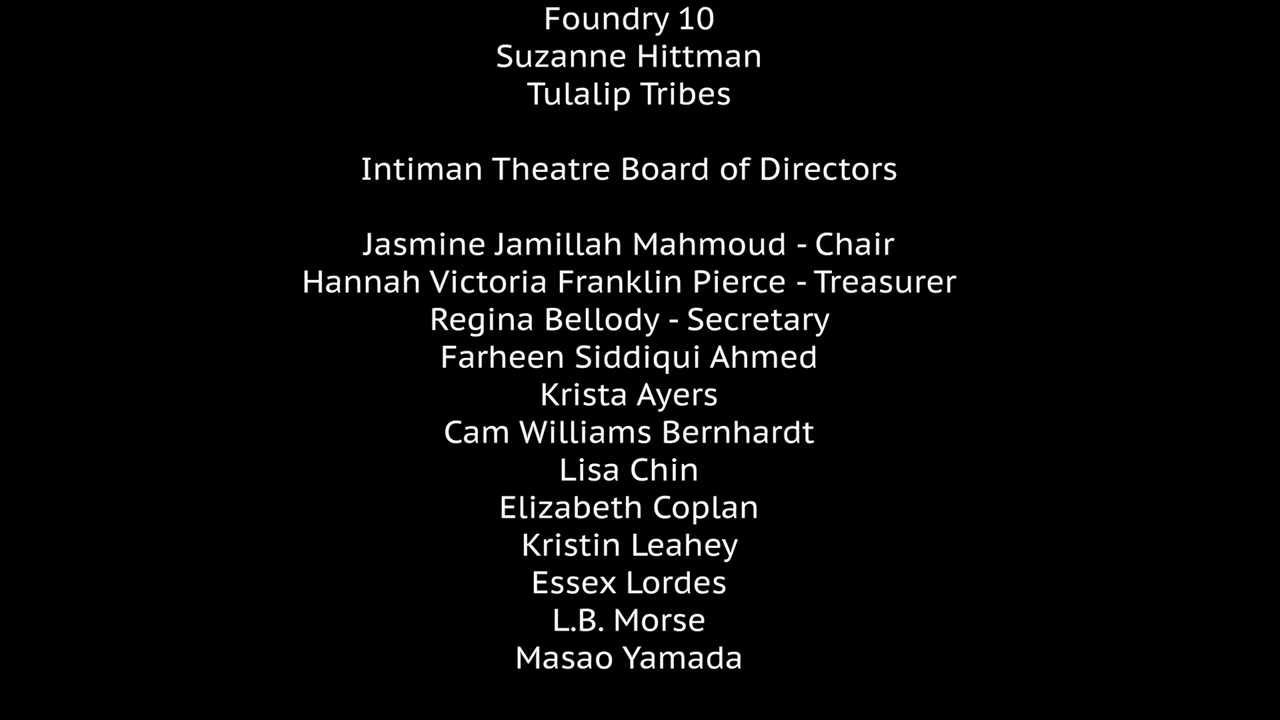 Foundry 10
Suzanne Hittman
Tulalip Tribes
Intiman Theatre Board of Directors
Jasmine Jamillah Mahmoud - Chair
Hannah Victoria Franklin Pierce - Treasurer
Regina Bellody - Secretary
Farheen Siddiqui Ahmed
Krista Ayers
Cam Williams Bernhardt
Lisa Chin
Elizabeth Coplan
Kristin Leahey
Essex Lordes
L.B. Morse
Masao Yamada